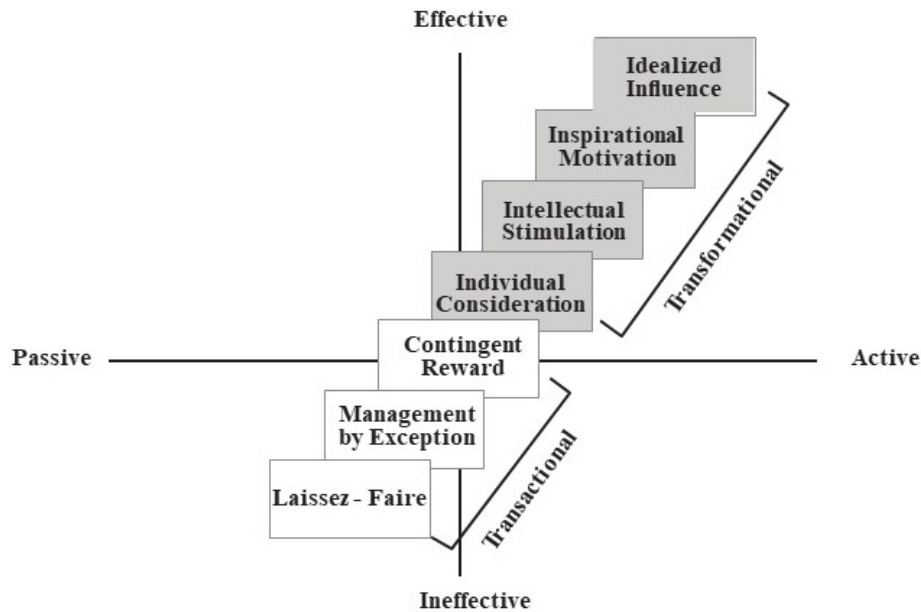 Effective
Idealized
Influence
Inspirational
Motivation
Intellectual
Stimulation
Transformational
Individual
Consideration
Passive
Contingent
Reward
Active
Management
by Exception
Transactional
Laissez - Faire
Ineffective